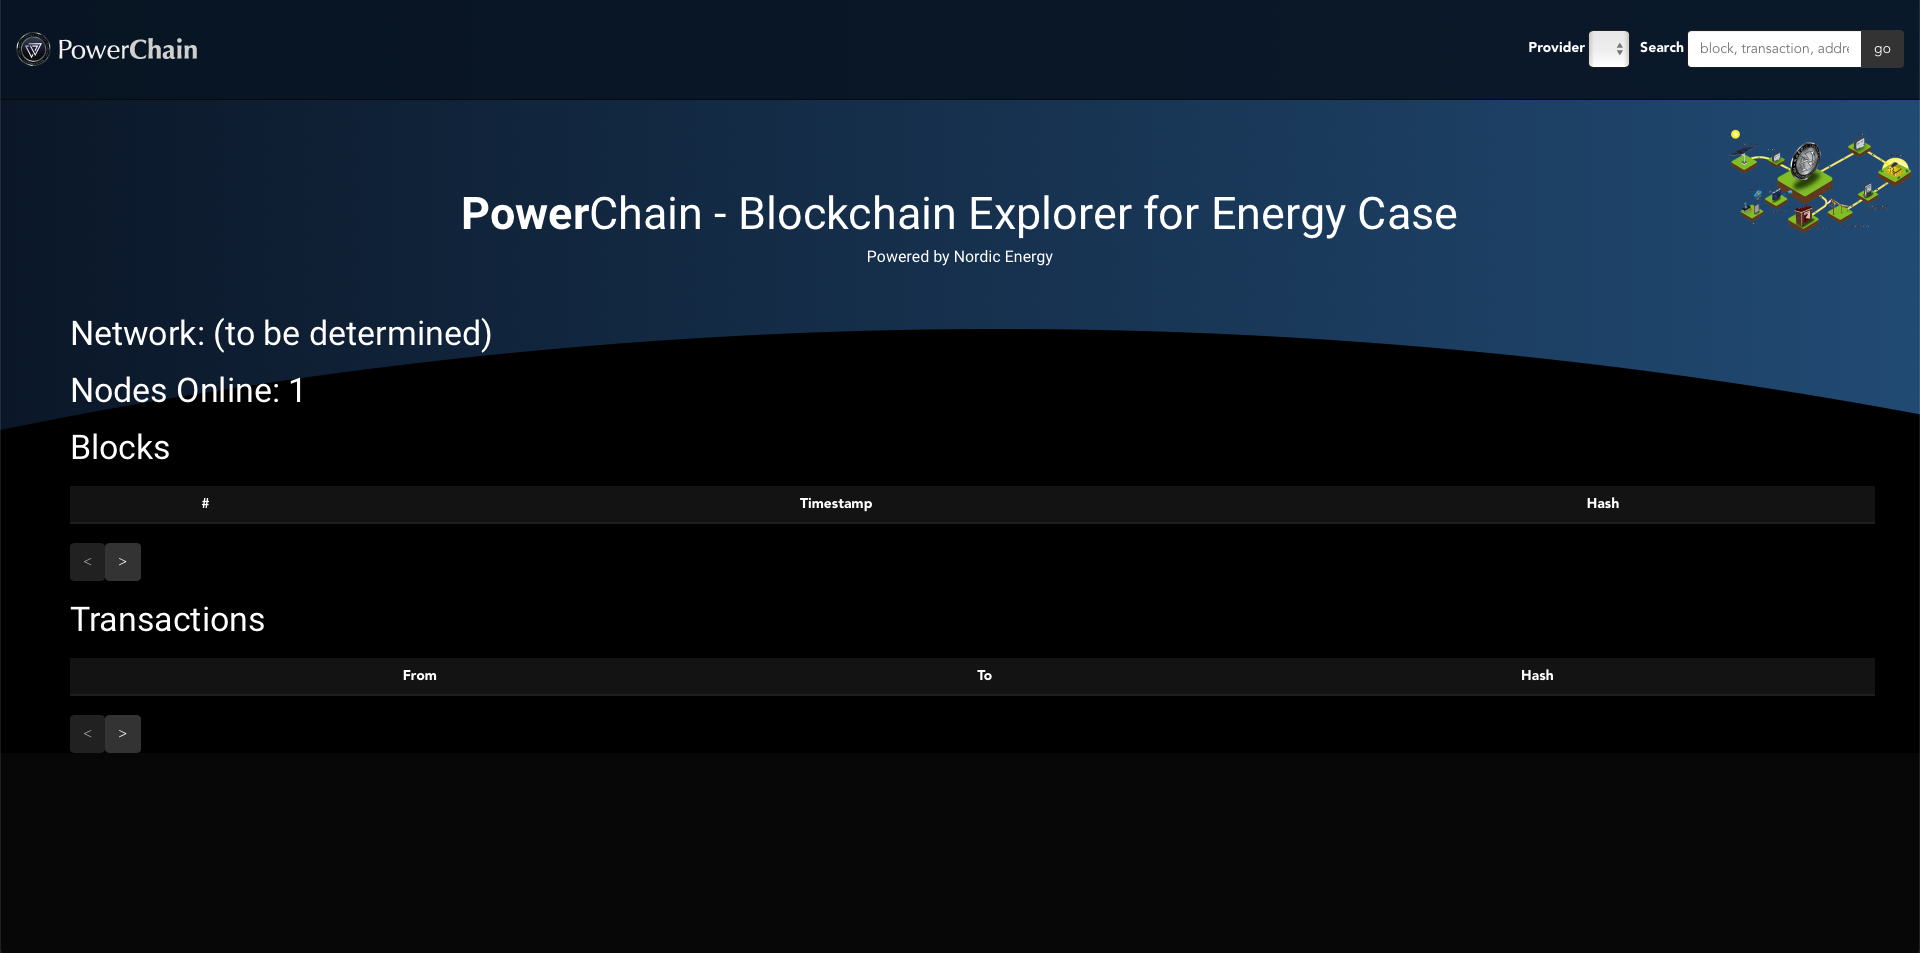 PowerChain
Provider
Search
block, transaction, addre
go
PowerChain - Blockchain Explorer for Energy Case
Powered by Nordic Energy
Network: (to be determined)
Nodes Online: 1
Blocks
# Timestamp Hash
< >
Transactions
From To Hash
< >